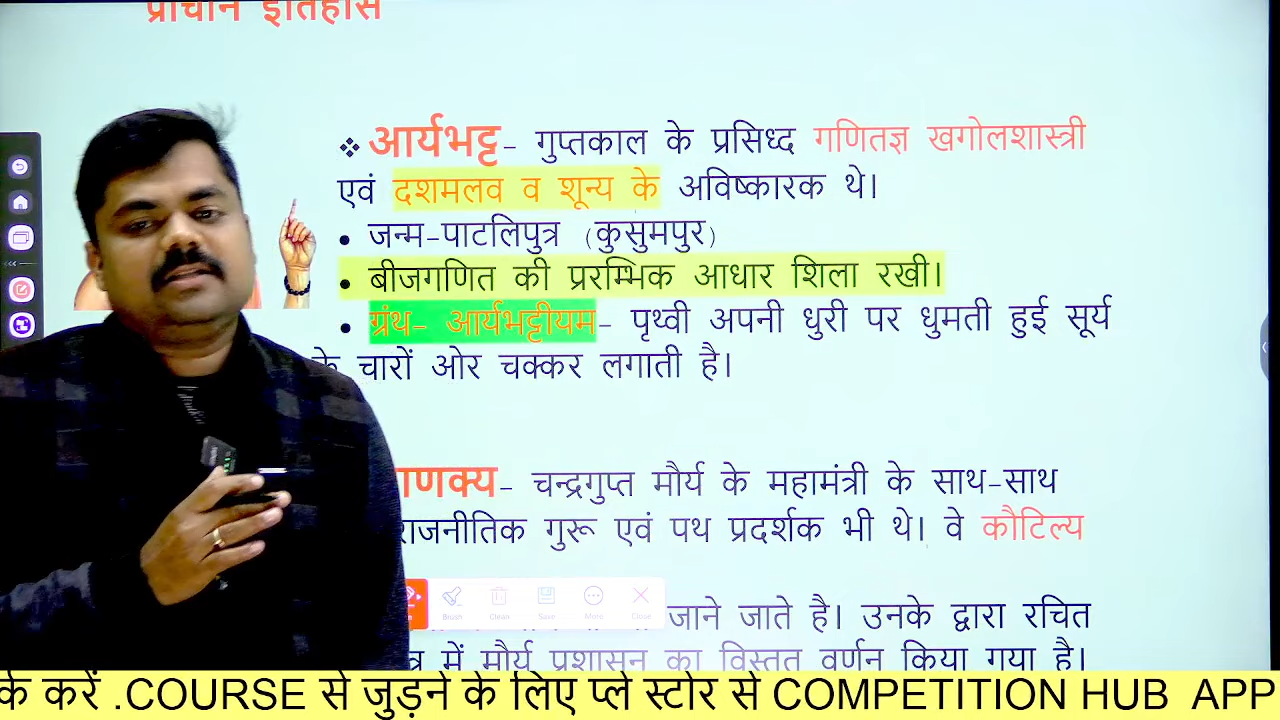 प्राचीन इतिहास
❖ आर्यभट्ट- गुप्तकाल के प्रसिध्द गणितज्ञ खगोलशास्त्री
एवं दशमलव व शून्य के अविष्कारक थे।
• जन्म-पाटलिपुत्र (कुसुमपुर)
• बीजगणित की प्ररम्भिक आधार शिला रखी।
• ग्रंथ- आर्यभट्टीयम- पृथ्वी अपनी धुरी पर धुमती हुई सूर्य
के चारों ओर चक्कर लगाती है।
णक्य- चन्द्रगुप्त मौर्य के महामंत्री के साथ-साथ
राजनीतिक गुरू एवं पथ प्रदर्शक भी थे। वे कौटिल्य
जाने जाते है। उनके द्वारा रचित
में मौर्य प्रशासन का विस्तृत वर्णन किया गया है।
Brush Clean Save More Close
र्क करें .COURSE से जुड़ने के लिए प्ले स्टोर से COMPETITION HUB APP